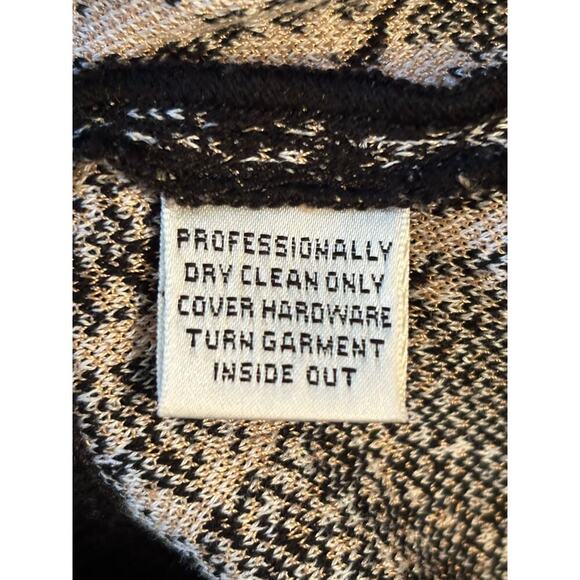 PROFESSIONALLY
DRY CLEAN ONLY
COVER HARDWARE
TURN GARMENT
INSIDE OUT